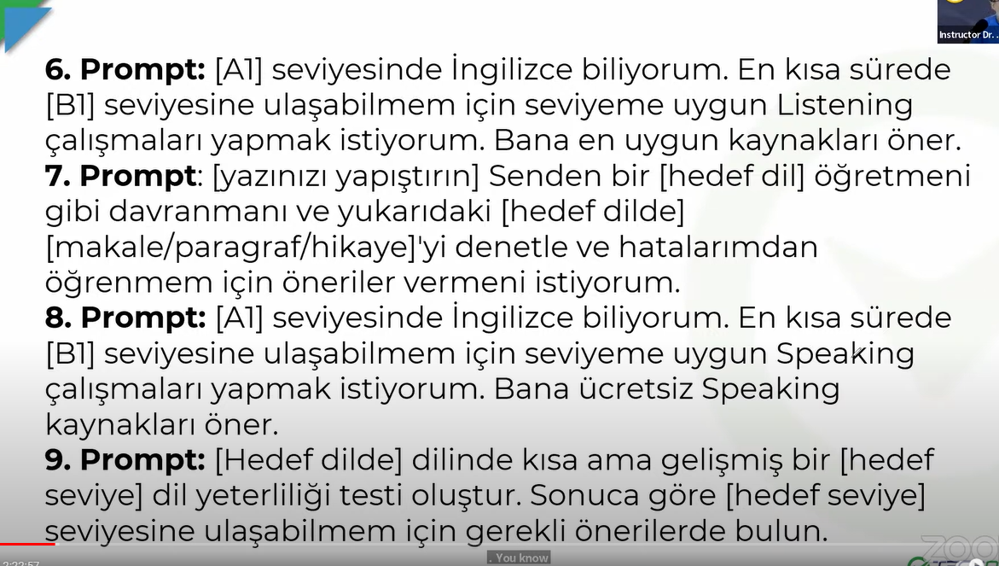 Instructor Dr. .
6. Prompt: [A1] seviyesinde İngilizce biliyorum. En kısa sürede
[B1] seviyesine ulaşabilmem için seviyeme uygun Listening
çalışmaları yapmak istiyorum. Bana en uygun kaynakları öner.
7. Prompt: [yazınızı yapıştırın] Senden bir [hedef dil] öğretmeni
gibi davranmanı ve yukarıdaki [hedef dilde]
[makale/paragraf/hikaye]'yi denetle ve hatalarımdan
öğrenmem için öneriler vermeni istiyorum.
8. Prompt: [A1] seviyesinde İngilizce biliyorum. En kısa sürede
[B1] seviyesine ulaşabilmem için seviyeme uygun Speaking
çalışmaları yapmak istiyorum. Bana ücretsiz Speaking
kaynakları öner.
9. Prompt: [Hedef dilde] dilinde kısa ama gelişmiş bir [hedef
seviye] dil yeterliliği testi oluştur. Sonuca göre [hedef seviye]
seviyesine ulaşabilmem için gerekli önerilerde bulun.
. You know
2:22:57